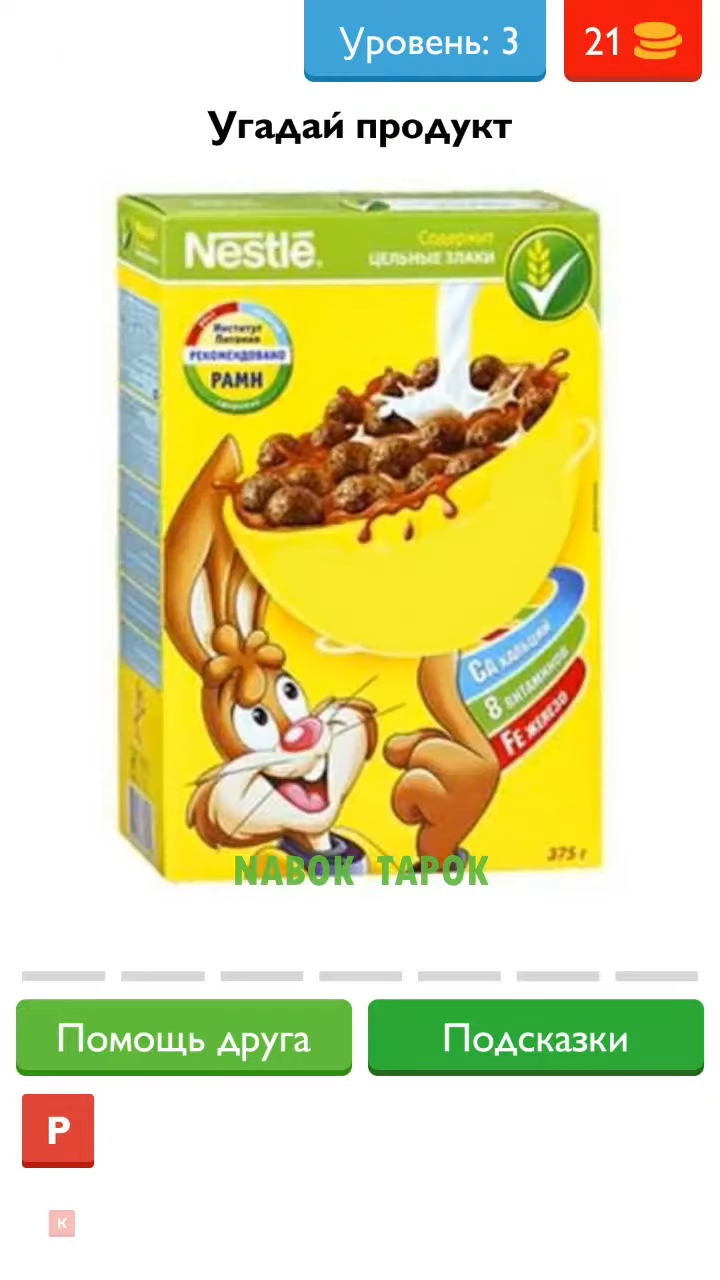 Уровень: 3
21
Угадай продукт
Nestlē.
Содержит
ЦЕЛЬНЫЕ ЗЛАКИ
Институт
Питания
РЕКОМЕНДОВАНО
РАМН
CA КАЛЬЦИЙ
8 ВИТАМИНОВ
FE ЖЕЛЕЗО
375 г
NABOK TAPOK
Помощь друга
Подсказки
Р
К